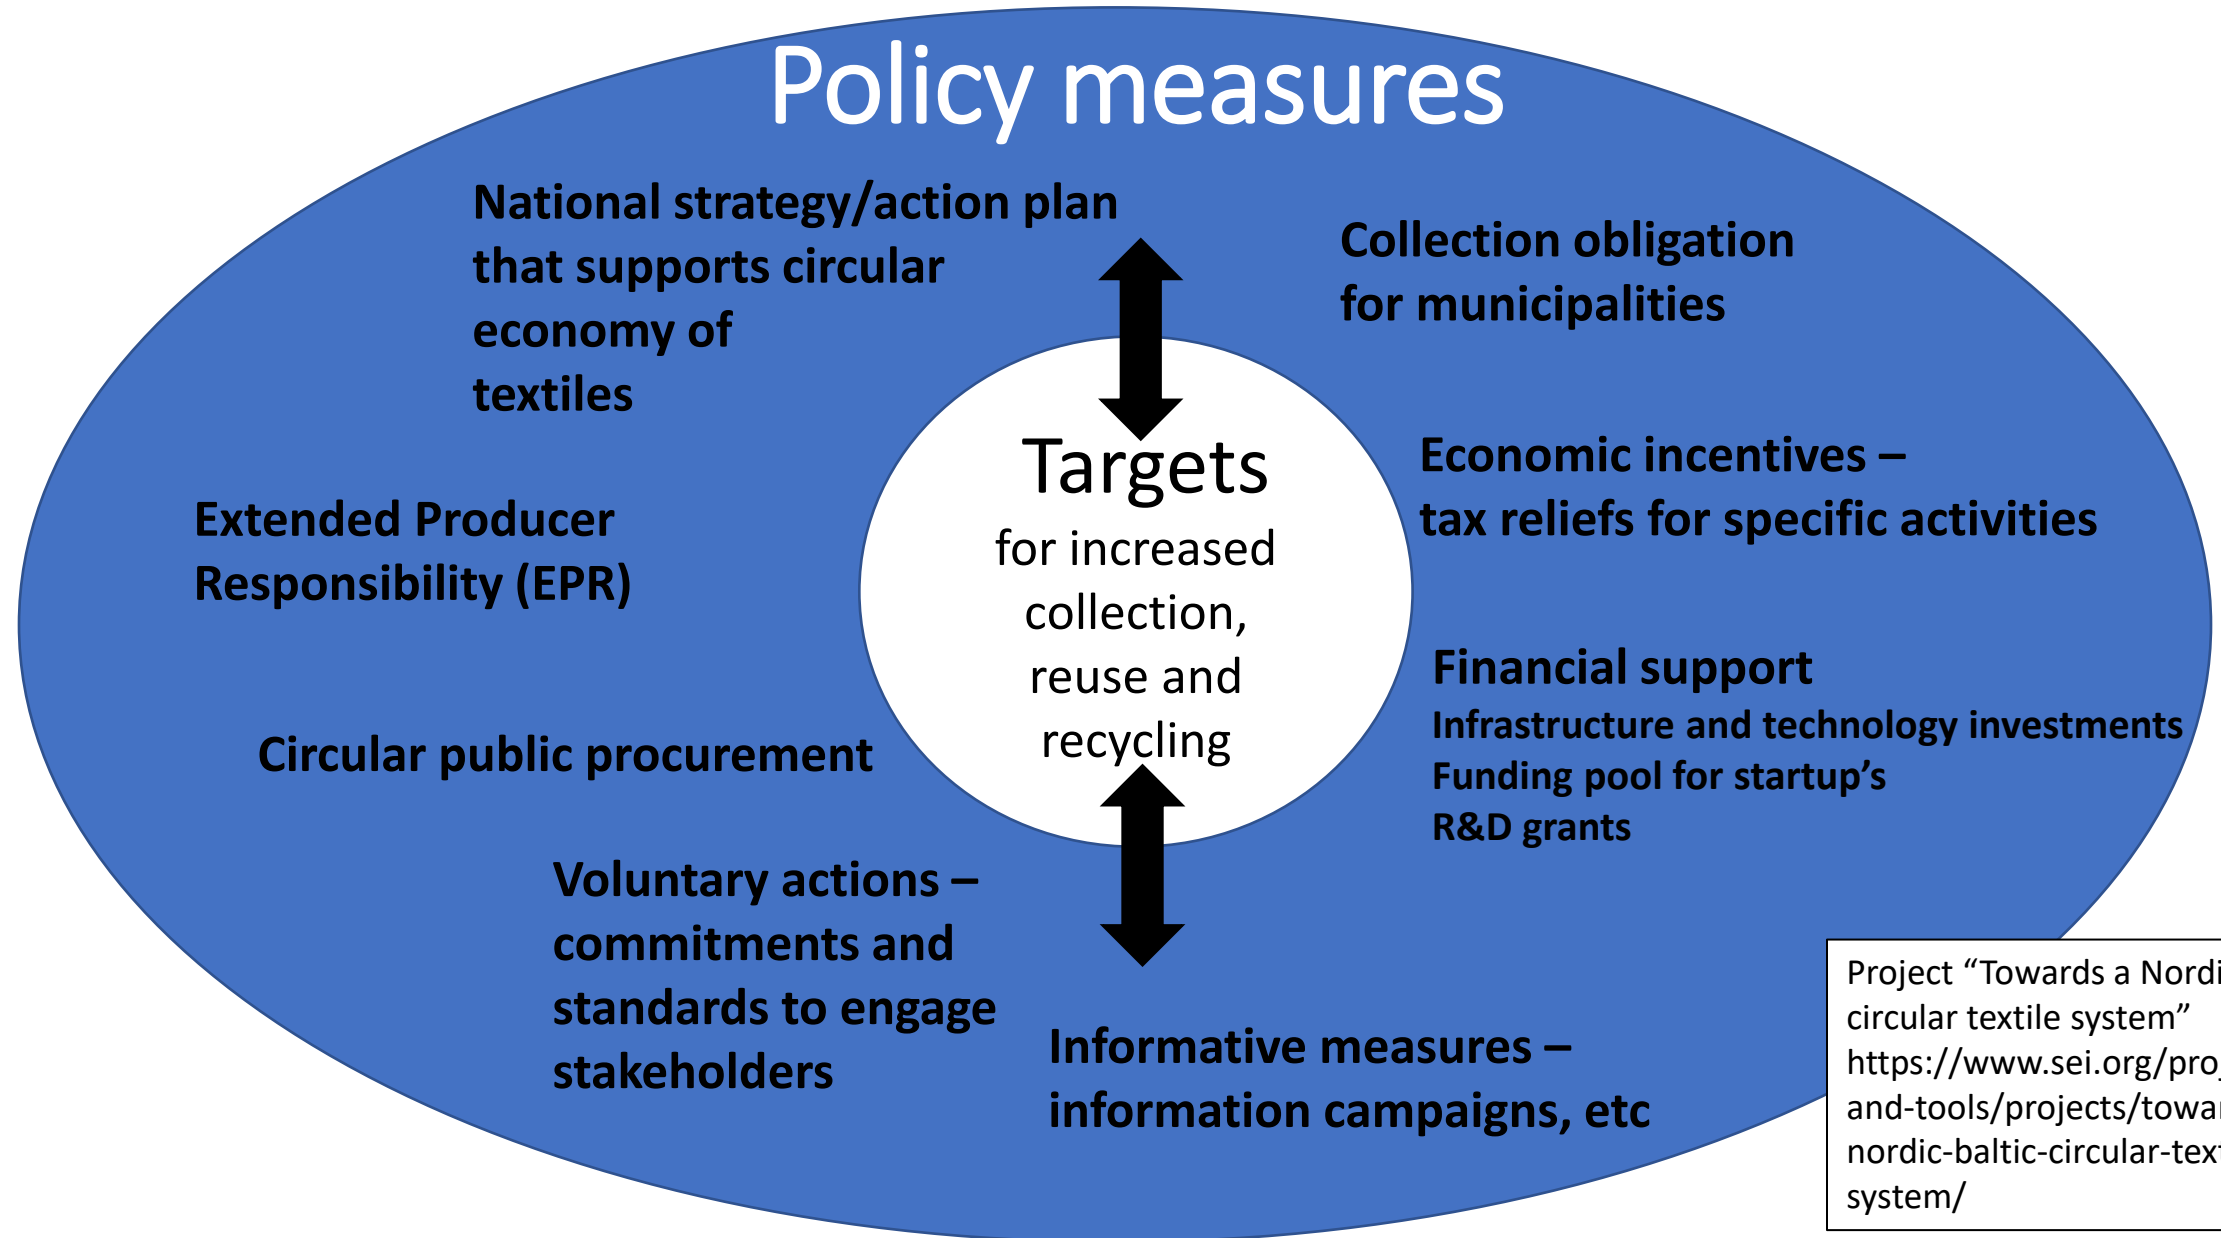 Policy measures
National strategy/action plan
that supports circular
economy of
textiles
Collection obligation
for municipalities
Economic incentives –
tax reliefs for specific activities
Extended Producer
Responsibility (EPR)
Targets
for increased
collection,
reuse and
recycling
Financial support
Infrastructure and technology investments
Funding pool for startup’s
R&D grants
Circular public procurement
Voluntary actions –
commitments and
standards to engage
stakeholders
Informative measures –
information campaigns, etc
Project “Towards a
circular textile system”
https://www.sei.org/
and-tools/projects/
nordic-baltic-circular-
system/